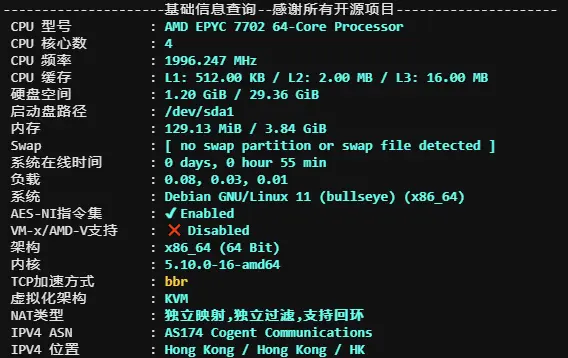 ---------------------基础信息查询--感谢所有开源项目---------------------
CPU 型号 : AMD EPYC 7702 64-Core Processor
CPU 核心数 : 4
CPU 频率 : 1996.247 MHz
CPU 缓存 : L1: 512.00 KB / L2: 2.00 MB / L3: 16.00 MB
硬盘空间 : 1.20 GiB / 29.36 GiB
启动盘路径 : /dev/sda1
内存 : 129.13 MiB / 3.84 GiB
Swap : [ no swap partition or swap file detected ]
系统在线时间 : 0 days, 0 hour 55 min
负载 : 0.08, 0.03, 0.01
系统 : Debian GNU/Linux 11 (bullseye) (x86_64)
AES-NI指令集 : ✔ Enabled
VM-x/AMD-V支持 : ❌ Disabled
架构 : x86_64 (64 Bit)
内核 : 5.10.0-16-amd64
TCP加速方式 : bbr
虚拟化架构 : KVM
NAT类型 : 独立映射,独立过滤,支持回环
IPV4 ASN : AS174 Cogent Communications
IPV4 位置 : Hong Kong / Hong Kong / HK